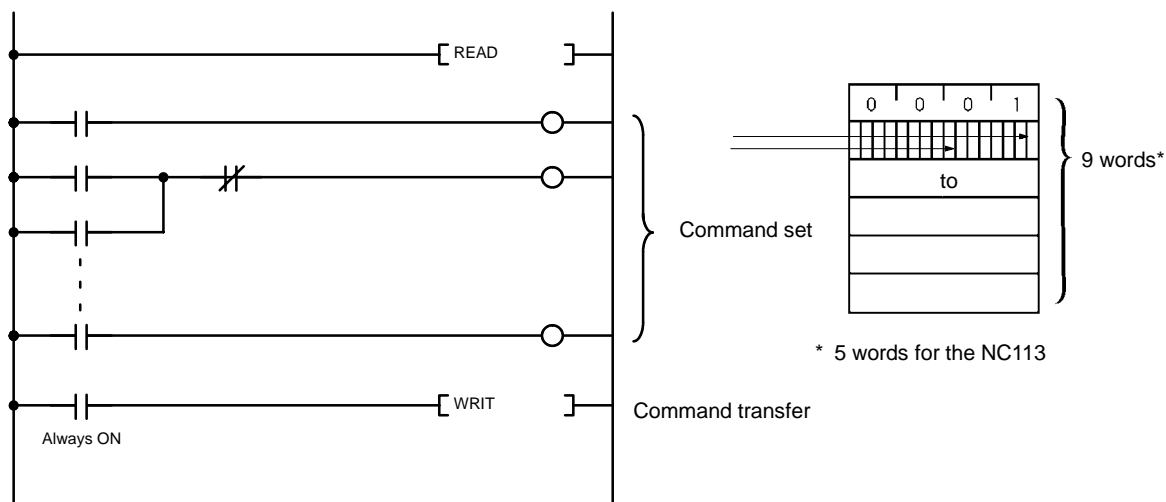 READ
0 0 0 1
9 words*
to
Command set
* 5 words for the NC113
WRIT
Command transfer
Always ON